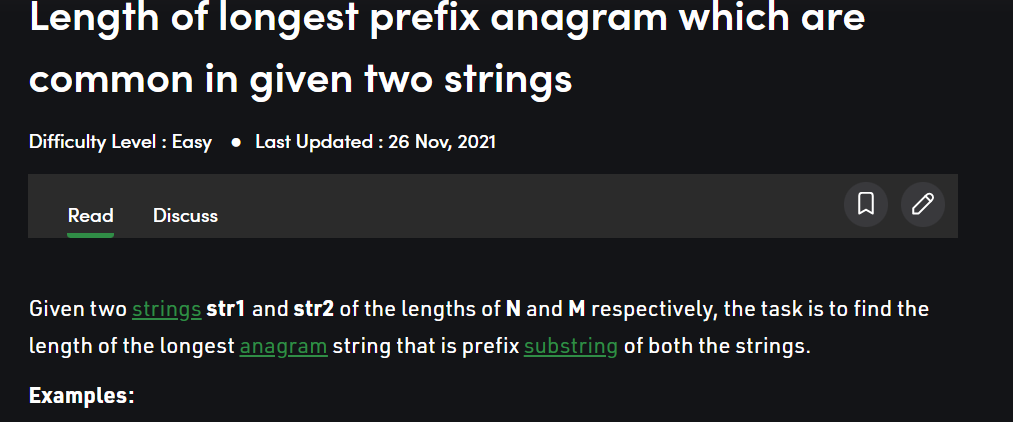 Length of longest prefix anagram which are
common in given two strings
Difficulty Level : Easy ● Last Updated : 26 Nov, 2021
Read Discuss
Given two strings str1 and str2 of the lengths of N and M respectively, the task is to find the
length of the longest anagram string that is prefix substring of both the strings.
Examples: